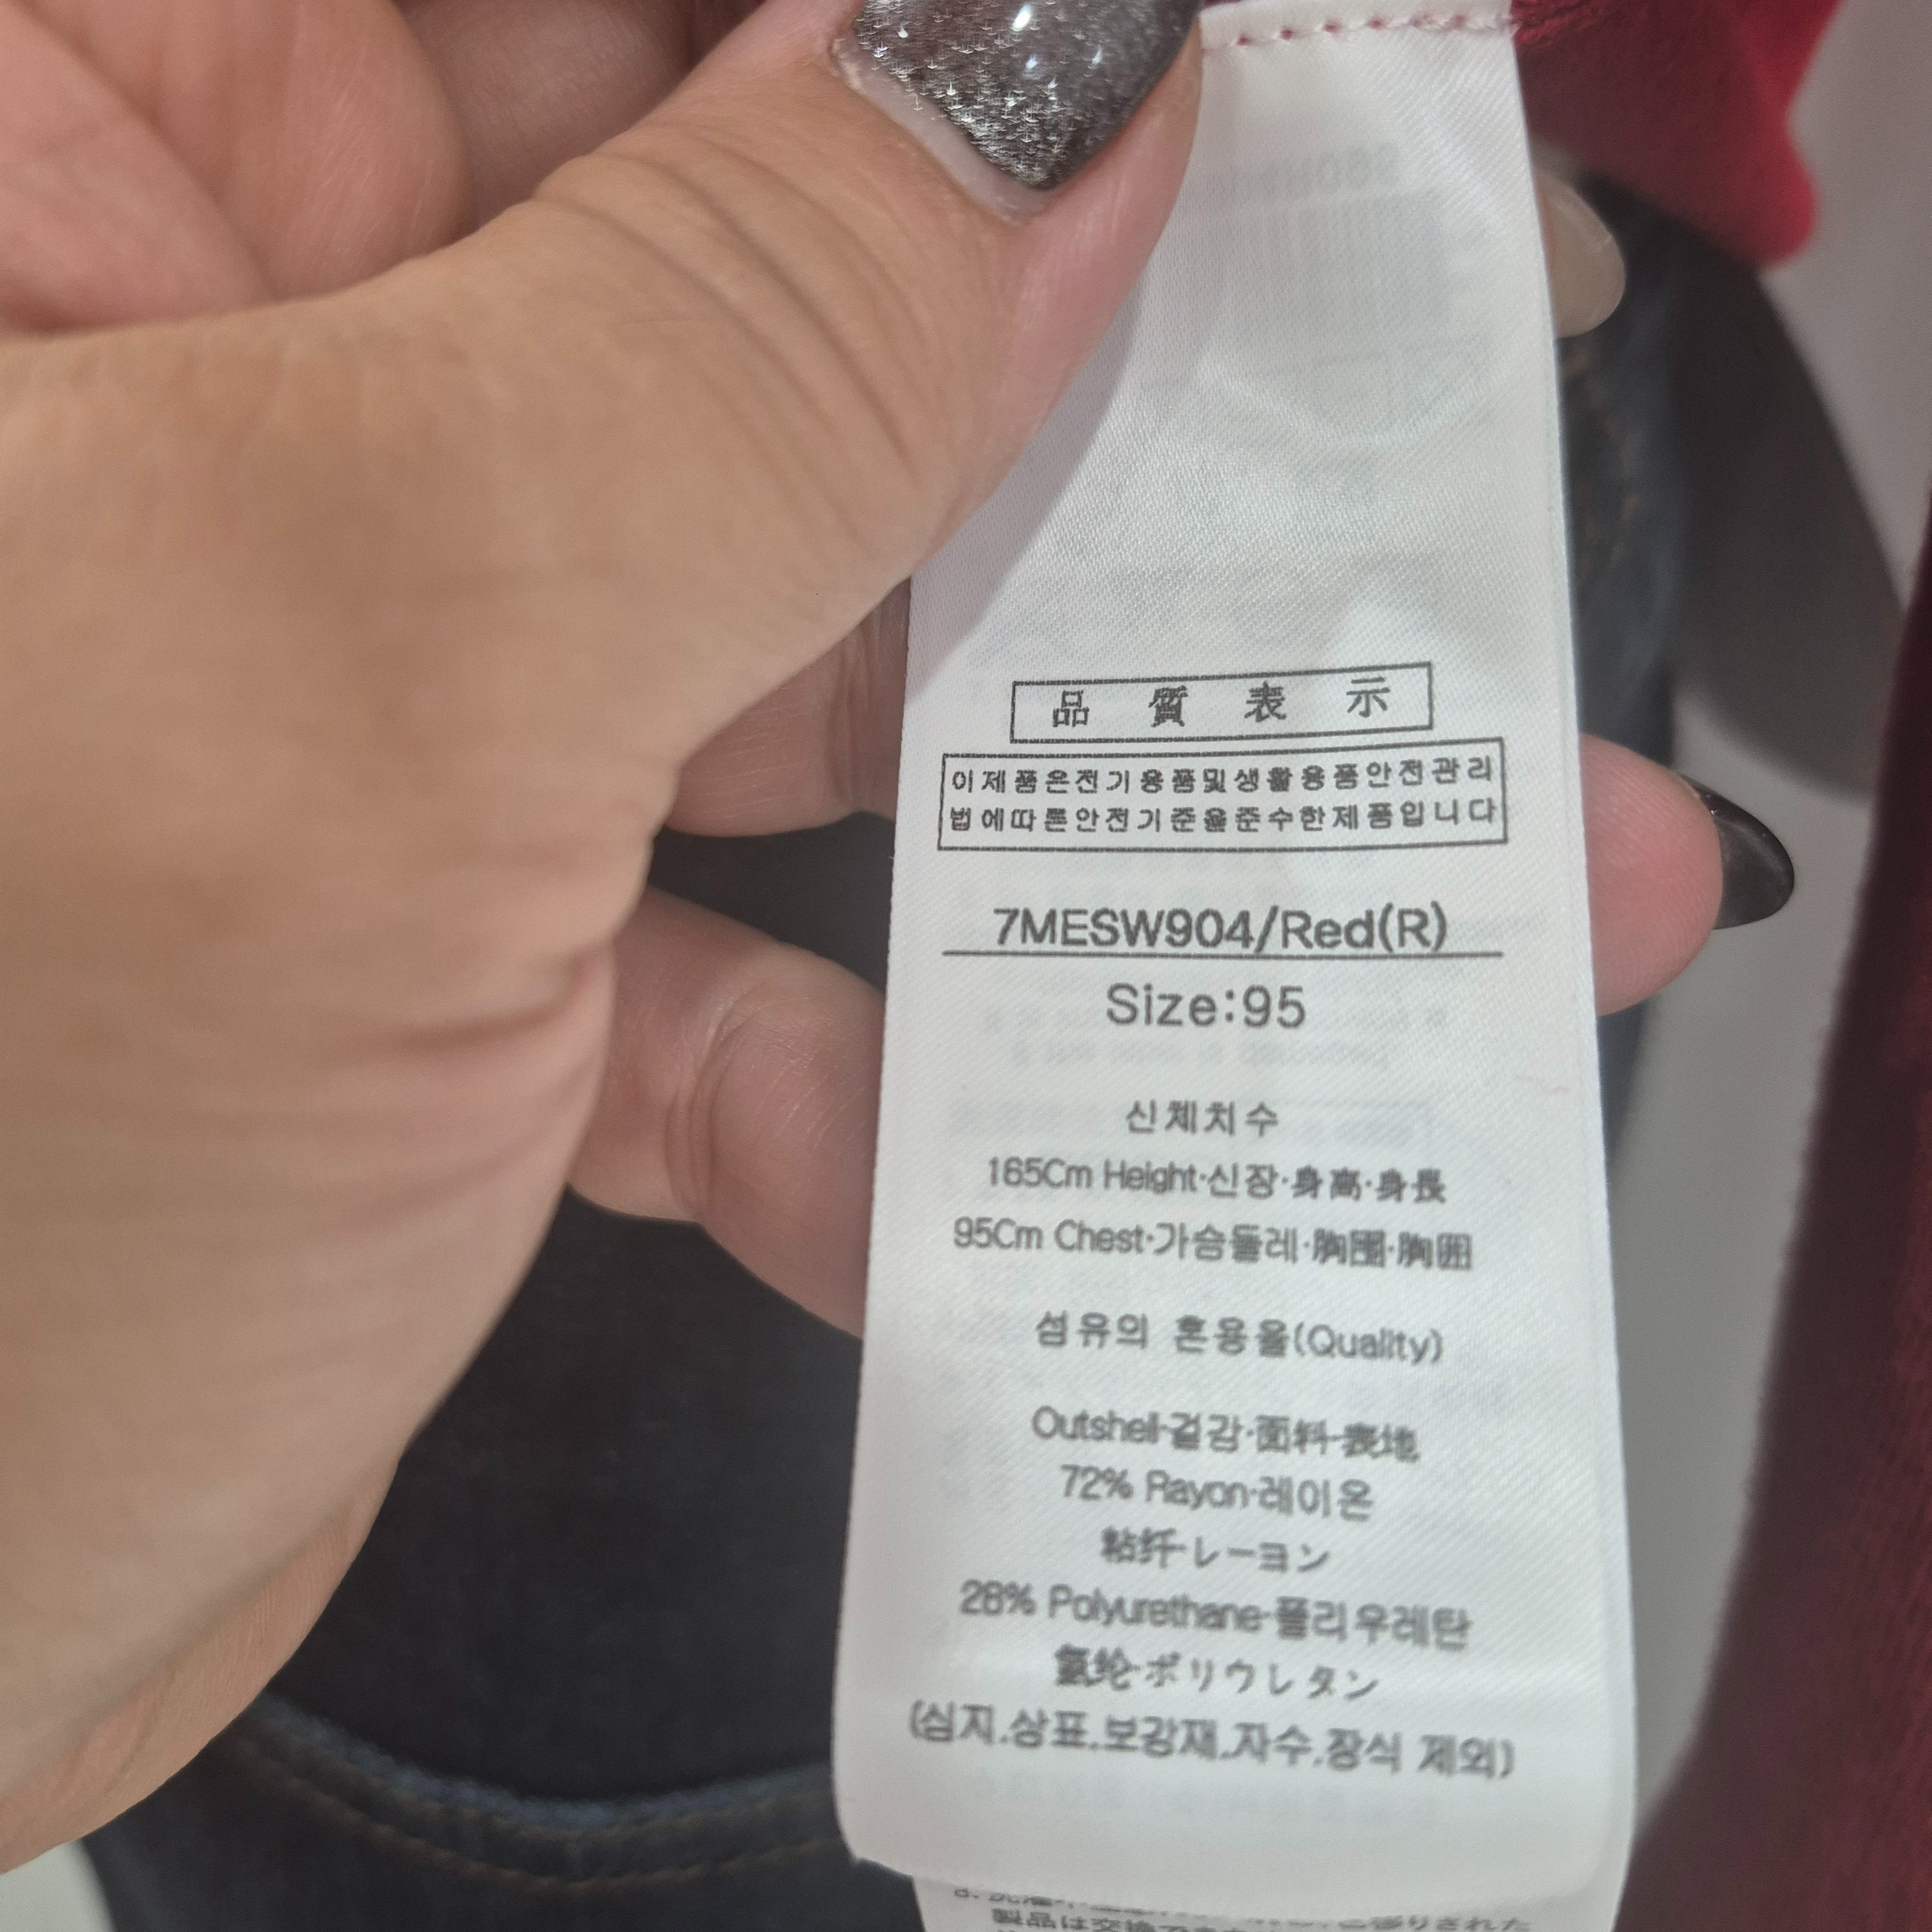 品質表示
이제품은전기용품및생활용품안전관리
법에따른안전기준을준수한제품입니다
7MESW904/Red(R)
Size:95
신체치수
165Cm Height·신장·身高·身長
95Cm Chest·가슴둘레·胸围·胸囲
섬유의 혼용율(Quality)
Outshell·겉감·面料·表地
72% Rayon·레이온
粘纤·レーヨン
28% Polyurethane·폴리우레탄
氨纶·ポリウレタン
(심지.상표.보강재.자수.장식 제외)
製品は交換